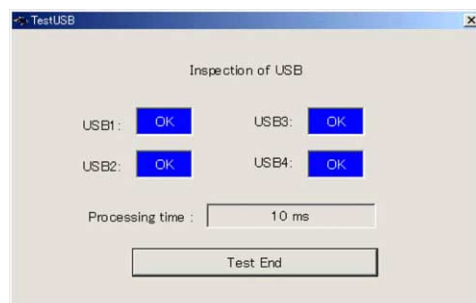 TestUSB
Inspection of USB
USB1: OK USB3: OK
USB2: OK USB4: OK
Processing time : 10 ms
Test End